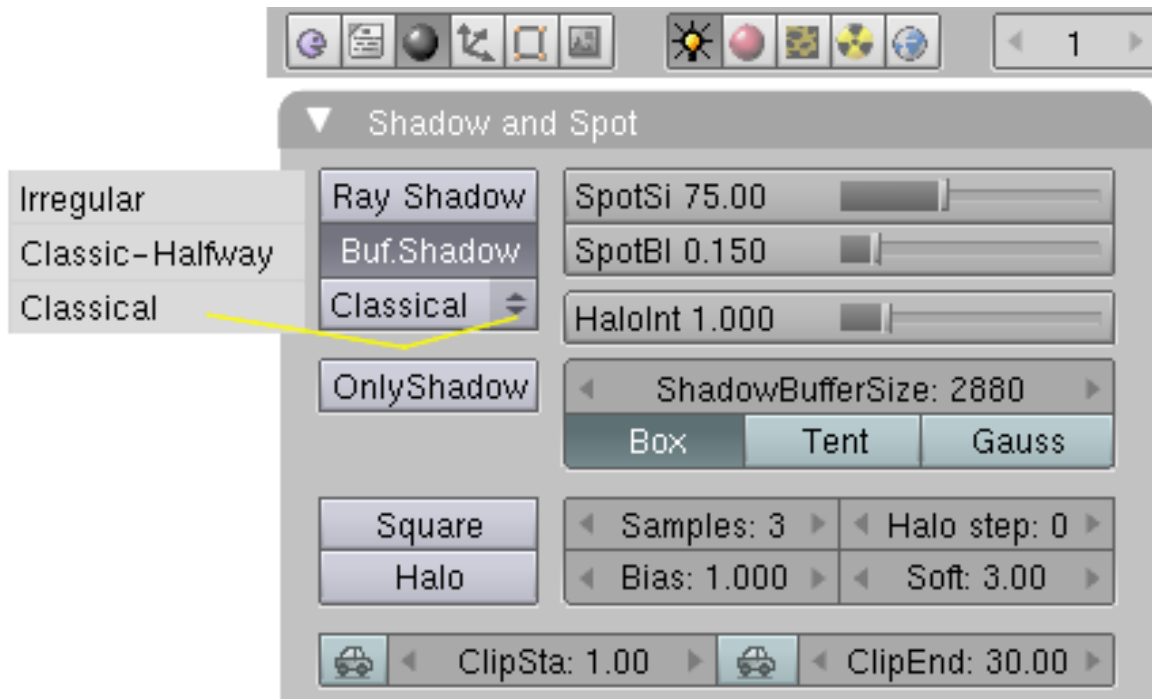 1
Shadow and Spot
Irregular
Classic-Halfway
Classical
Ray Shadow
Buf.Shadow
Classical
OnlyShadow
SpotSi 75.00
SpotBl 0.150
HaloInt 1.000
ShadowBufferSize: 2880
Box Tent Gauss
Square
Halo
Samples: 3 Halo step: 0
Bias: 1.000 Soft: 3.00
ClipSta: 1.00 ClipEnd: 30.00